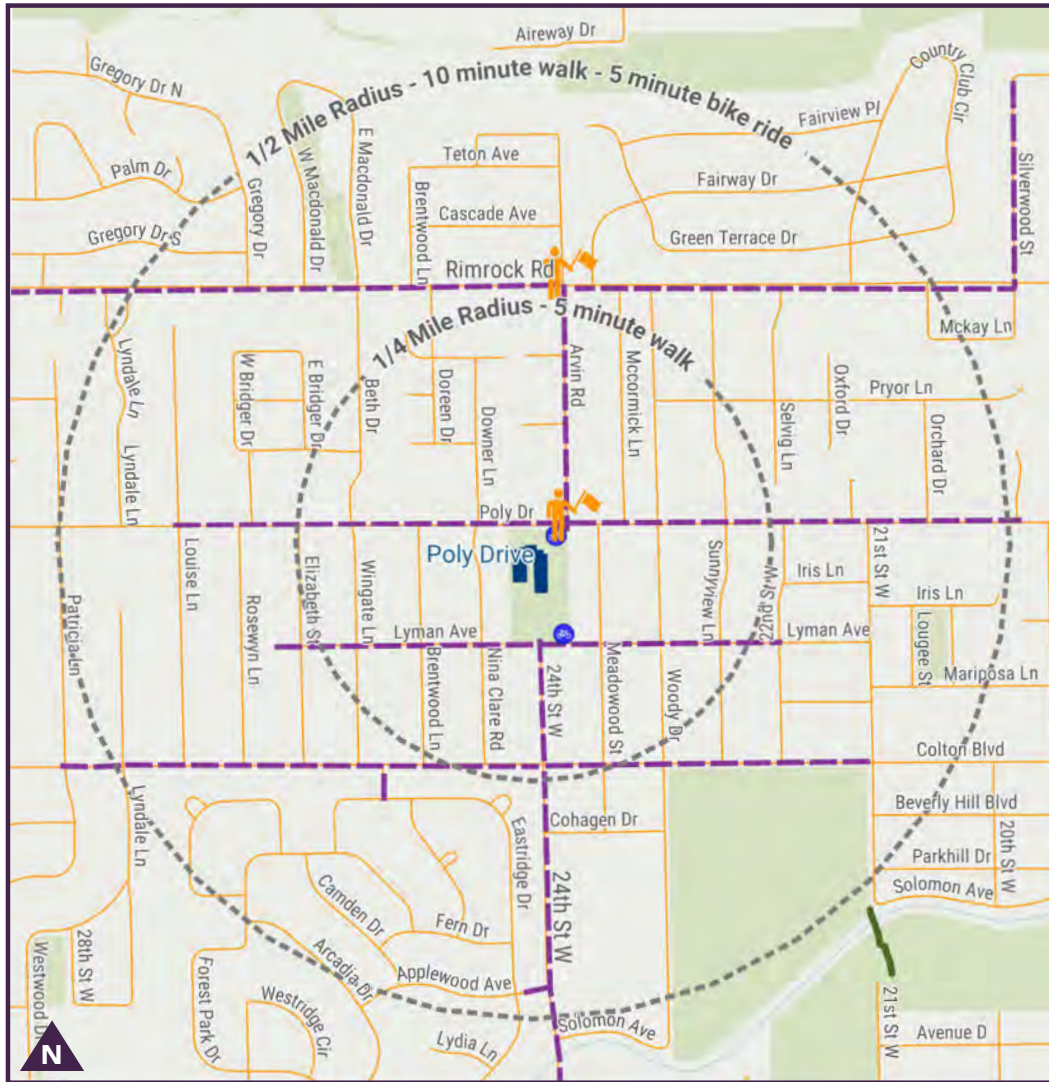 Aireway Dr
Gregory Dr N
1/2 Mile Radius - 10 minute walk - 5 minute bike ride
Country Club Cir
Fairview Pl
Teton Ave
W Macdonald Dr
E Macdonald Dr
Silverwood St
Palm Dr
Gregory Dr
Brentwood Ln
Fairway Dr
Cascade Ave
Gregory Dr S
Green Terrace Dr
Rimrock Rd
1/4 Mile Radius - 5 minute walk
Mckay Ln
Lyndale Ln
W Bridger Dr
E Bridger Dr
Beth Dr
Doreen Dr
Arvin Rd
Mccormick Ln
Oxford Dr
Pryor Ln
Downer Ln
Selvig Ln
Orchard Dr
Lyndale Ln
Poly Dr
Poly Drive
Louise Ln
Elizabeth St
Wingate Ln
Sunnyview Ln
22nd St W
Iris Ln
21st St W
Iris Ln
Patricia Ln
Rosewyn Ln
Lyman Ave
Lyman Ave
Lougee St
Brentwood Ln
Nina Clare Rd
24th St W
Meadowood St
Woody Dr
Mariposa Ln
Colton Blvd
Lyndale Ln
Eastridge Dr
Cohagen Dr
Beverly Hill Blvd
20th St W
Parkhill Dr
Camden Dr
24th St W
Solomon Ave
Fern Dr
28th St W
Westwood Dr
Forest Park Dr
Arcadia Dr
Applewood Ave
Westridge Cir
21st St W
Solomon Ave
Lydia Ln
Avenue D
N